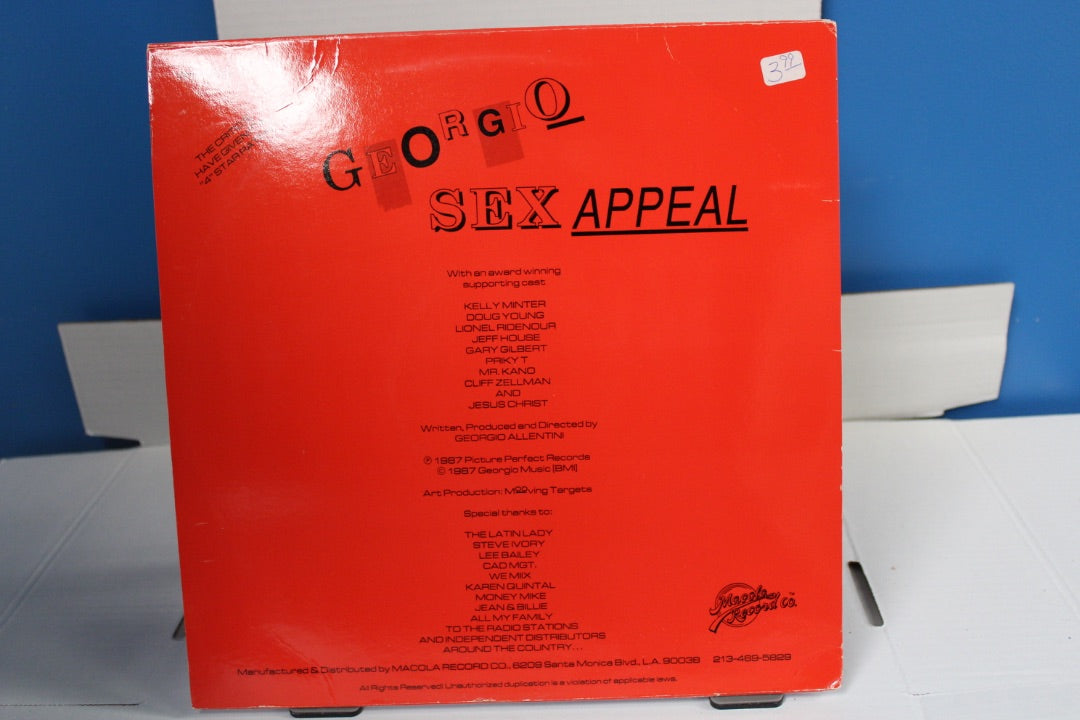 3.99
THE CRITICS
HAVE GIVEN
"4" STAR RA
GEORGIO
SEX APPEAL
With an award winning
supporting cast
KELLY MINTER
DOUG YOUNG
LIONEL RIDENOUR
JEFF HOUSE
GARY GILBERT
PRIKY T
MR. KANO
CLIFF ZELLMAN
AND
JESUS CHRIST
Written, Produced and Directed by
GEORGIO ALLENTINI
℗ 1987 Picture Perfect Records
© 1987 Georgio Music (BMI)
Art Production: Mooving Targets
Special thanks to:
THE LATIN LADY
STEVE IVORY
LEE BAILEY
CAD MGT.
WE MIIX
KAREN QUINTAL
MONEY MIKE
JEAN & BILLIE
ALL MY FAMILY
TO THE RADIO STATIONS
AND INDEPENDENT DISTRIBUTORS
AROUND THE COUNTRY...
Macola Record Co.™
Manufactured & Distributed by MACOLA RECORD CO., 6209 Santa Monica Blvd., L.A. 90038 213-469-5829
All Rights Reserved! Unauthorized duplication is a violation of applicable laws.